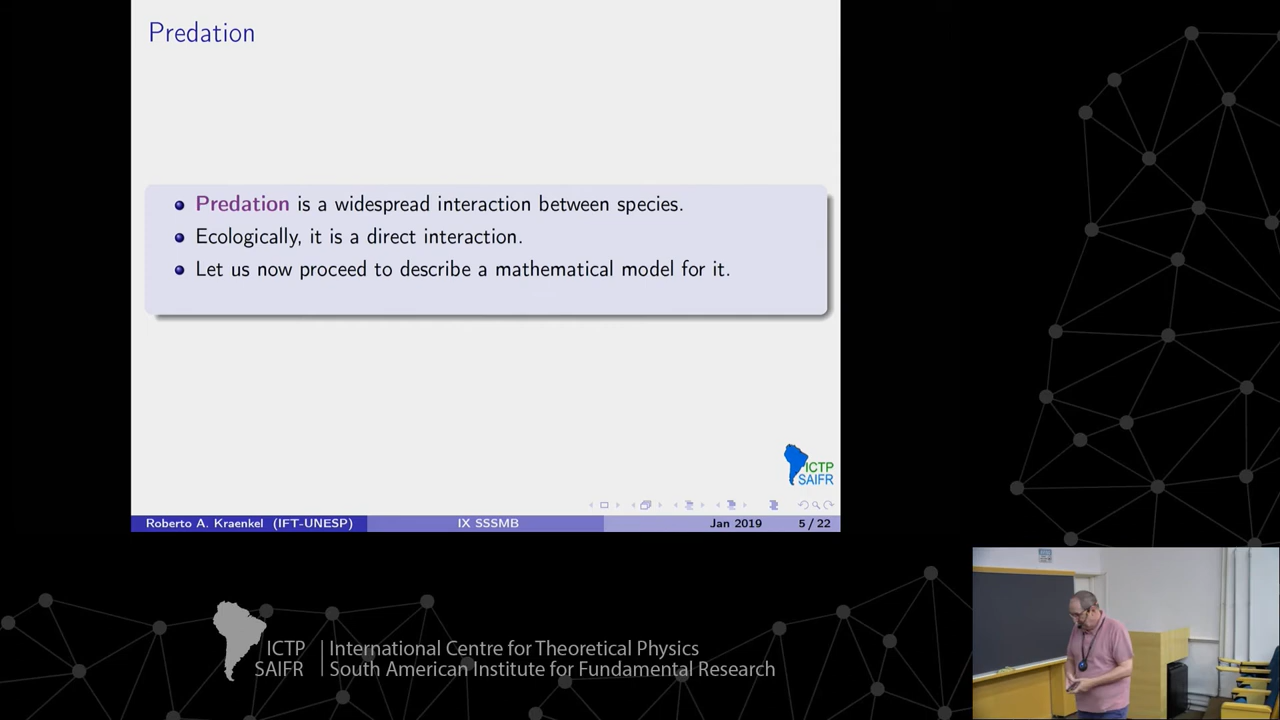 Predation
Predation is a widespread interaction between species.
Ecologically, it is a direct interaction.
Let us now proceed to describe a mathematical model for it.
ICTP
SAIFR
Roberto A. Kraenkel (IFT-UNESP) IX SSSMB Jan 2019 5 / 22
ICTP International Centre for Theoretical Physics
SAIFR South American Institute for Fundamental Research